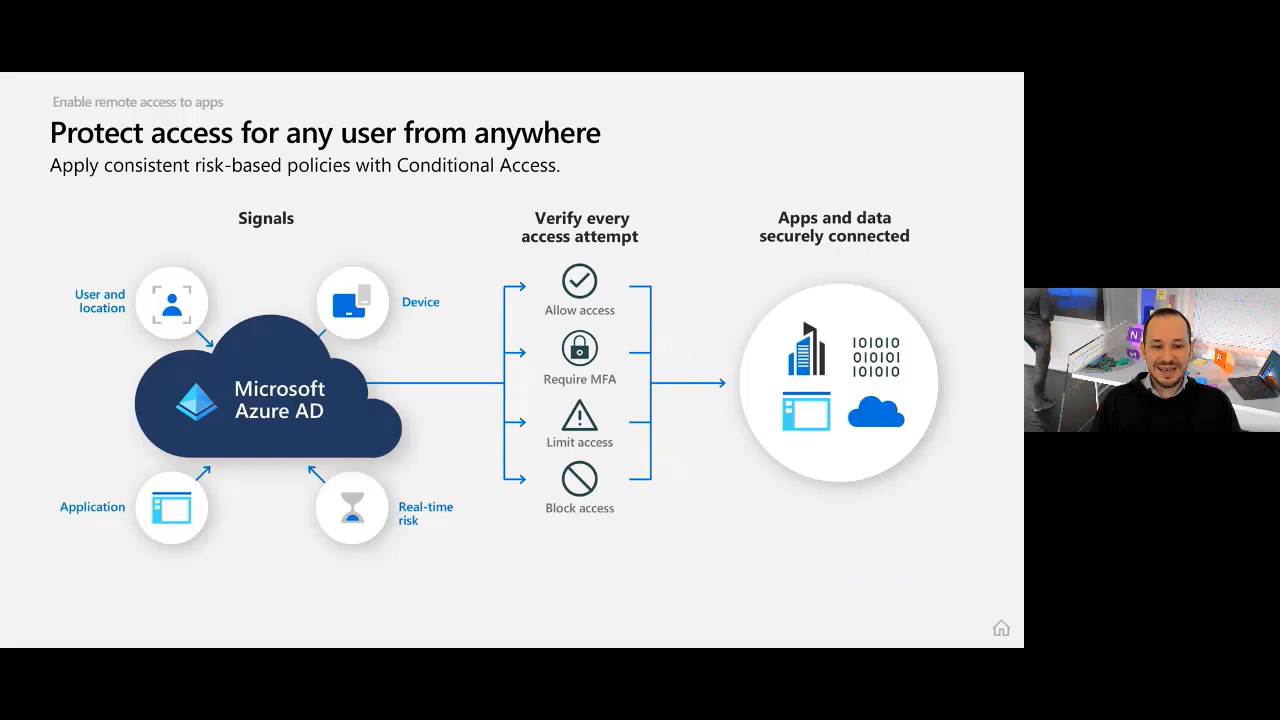 Enable remote access to apps
Protect access for any user from anywhere
Apply consistent risk-based policies with Conditional Access.
Signals
User and
location
Device
Microsoft
Azure AD
Application
Real-time
risk
Verify every
access attempt
Allow access
Require MFA
Limit access
Block access
Apps and data
securely connected
101010
010101
101010
N
P